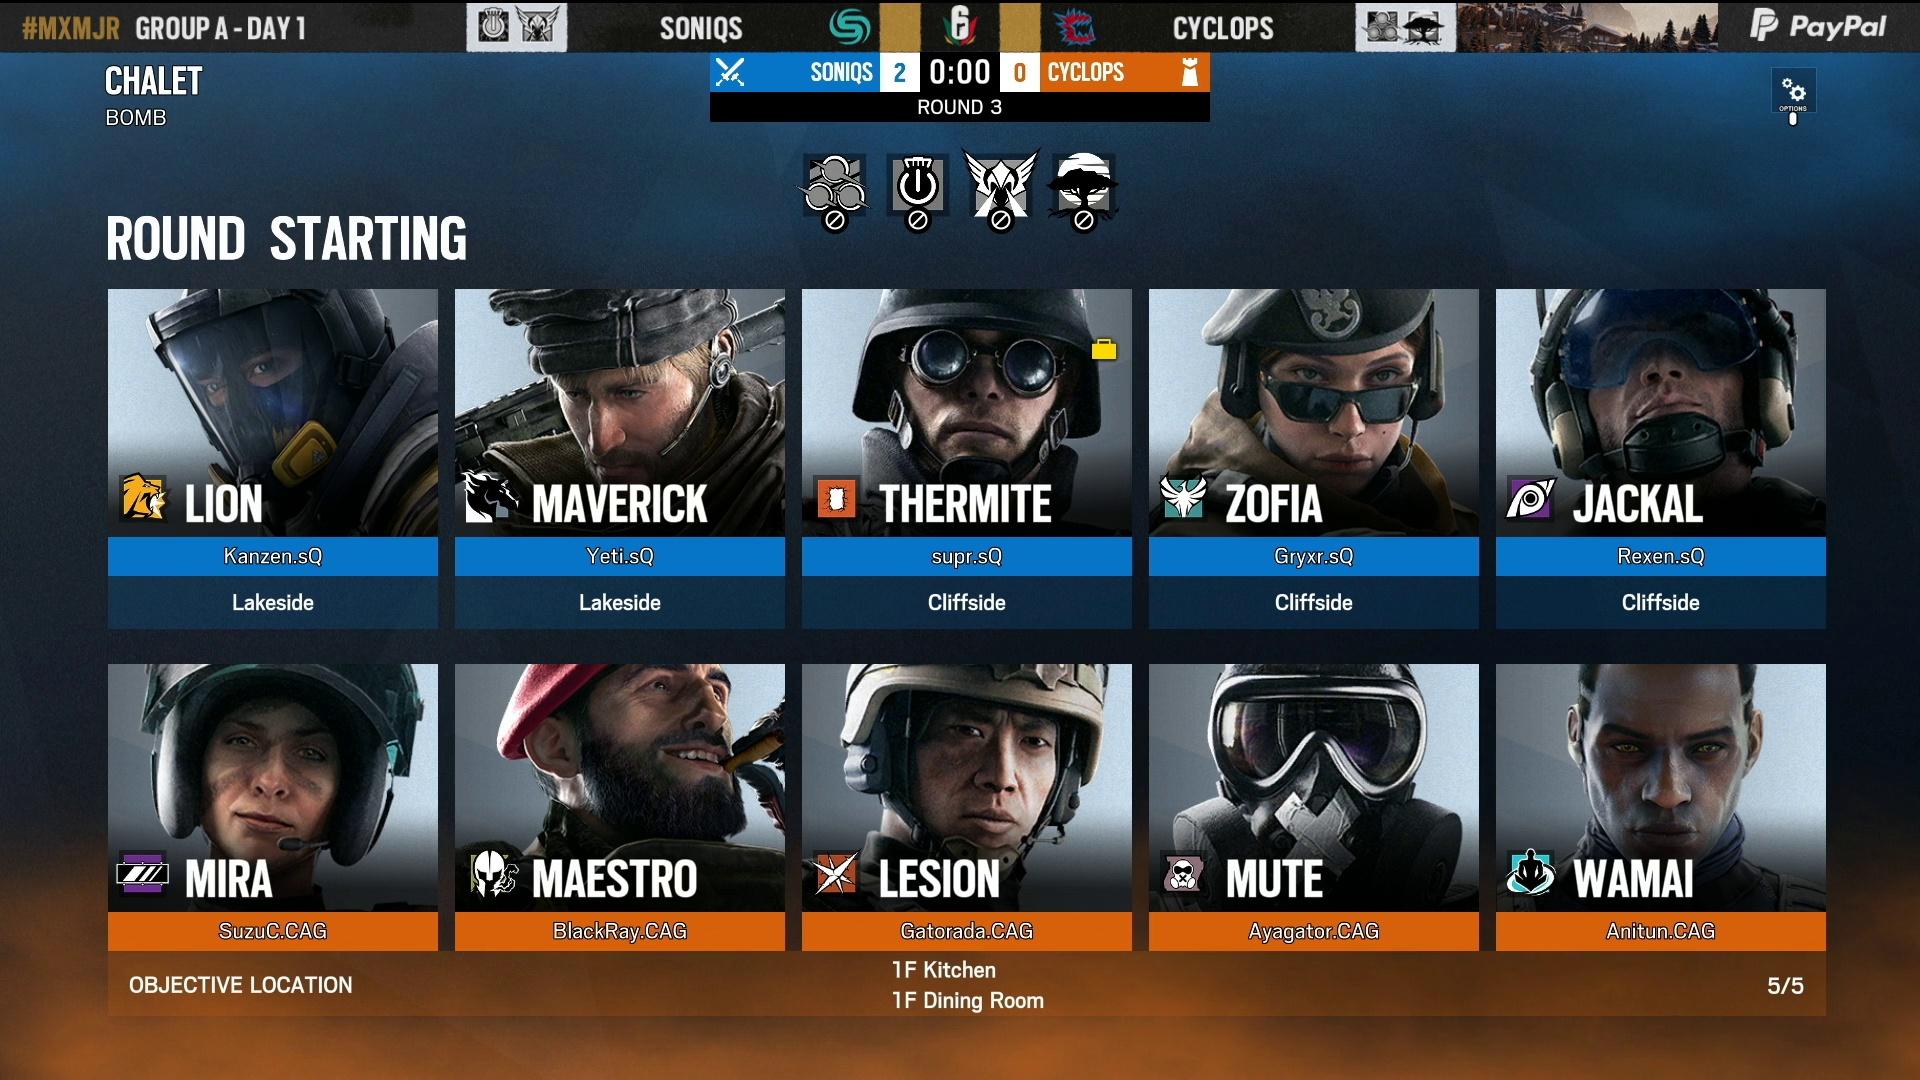 #MXMJR GROUP A - DAY 1 SONIQS 6 CYCLOPS PayPal
SONIQS 2 0:00 0 CYCLOPS
ROUND 3
CHALET
BOMB
OPTIONS
ROUND STARTING
LION MAVERICK THERMITE ZOFIA JACKAL
Kanzen.sQ Yeti.sQ supr.sQ Gryxr.sQ Rexen.sQ
Lakeside Lakeside Cliffside Cliffside Cliffside
MIRA MAESTRO LESION MUTE WAMAI
SuzuC.CAG BlackRay.CAG Gatorada.CAG Ayagator.CAG Anitun.CAG
OBJECTIVE LOCATION 1F Kitchen 5/5
1F Dining Room